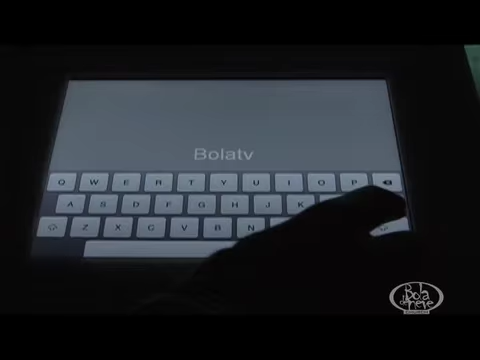 Bolatv
Q W E R T Y U I O P
A S D F G H J K
Z X C V B N
Bola
de
neve